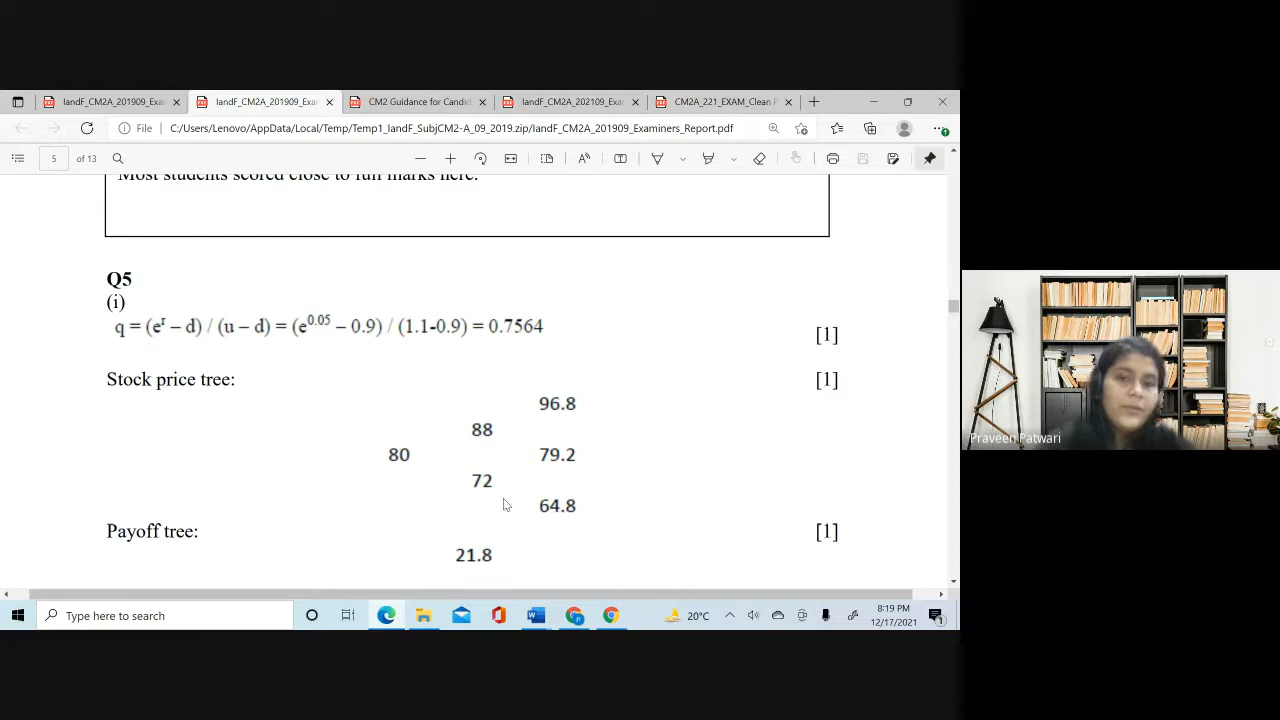 IandF_CM2A_201909_Exa
IandF_CM2A_201909_Exa
CM2 Guidance for Candid
IandF_CM2A_202109_Exa
CM2A_221_EXAM_Clean
File
C:/Users/Lenovo/AppData/Local/Temp/Temp1_IandF_SubjCM2-A_09_2019.zip/IandF_CM2A_201909_Examiners_Report.pdf
5 of 13
Most students scored close to full marks here.
Q5
(i)
q = (e^r – d) / (u – d) = (e^0.05 – 0.9) / (1.1-0.9) = 0.7564 [1]
Stock price tree: [1]
96.8
88
80 79.2
72
64.8
Payoff tree: [1]
21.8
Praveen Patwari
Type here to search
20°C
8:19 PM
12/17/2021